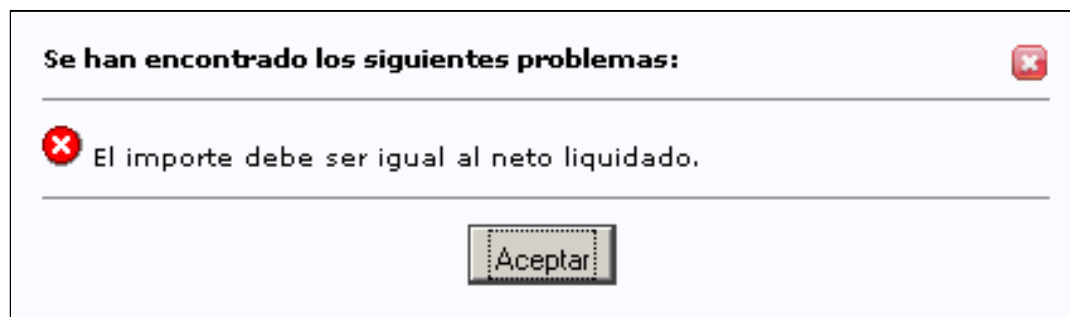 Se han encontrado los siguientes problemas:
El importe debe ser igual al neto liquidado.
Aceptar